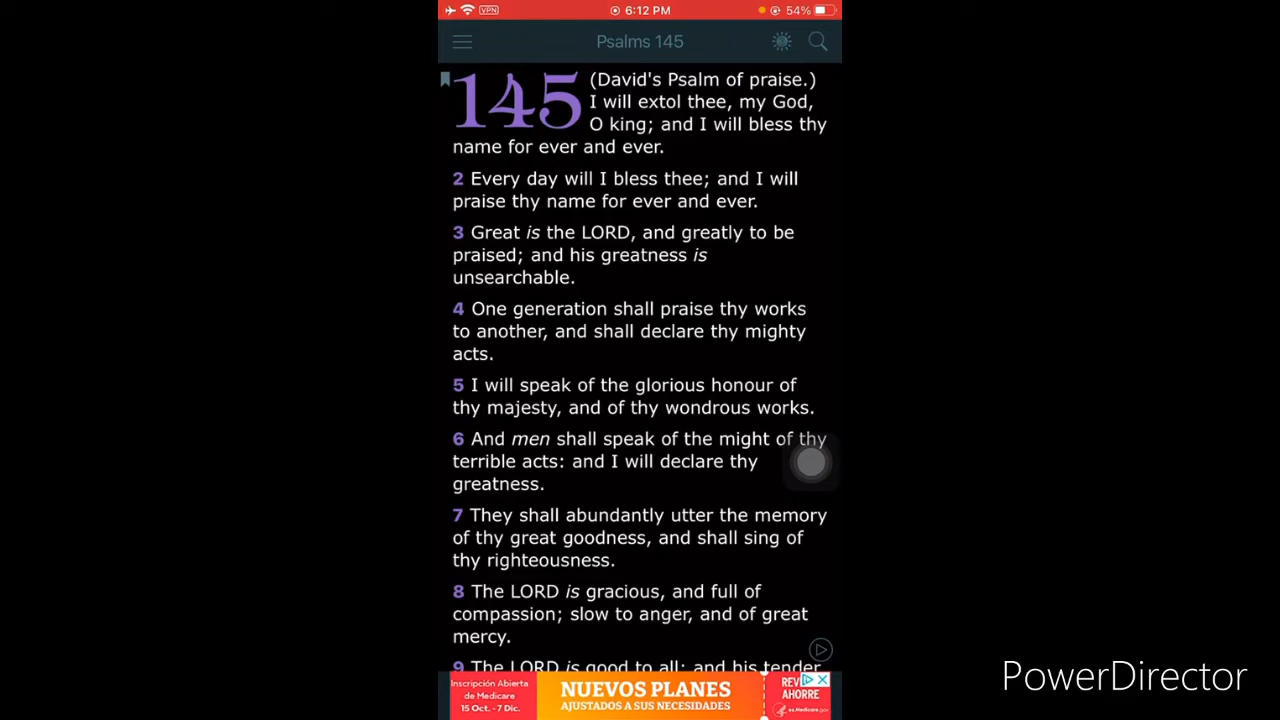 VPN
6:12 PM
54%
Psalms 145
145
(David's Psalm of praise.)
I will extol thee, my God,
O king; and I will bless thy
name for ever and ever.
2 Every day will I bless thee; and I will
praise thy name for ever and ever.
3 Great is the LORD, and greatly to be
praised; and his greatness is
unsearchable.
4 One generation shall praise thy works
to another, and shall declare thy mighty
acts.
5 I will speak of the glorious honour of
thy majesty, and of thy wondrous works.
6 And men shall speak of the might of thy
terrible acts: and I will declare thy
greatness.
7 They shall abundantly utter the memory
of thy great goodness, and shall sing of
thy righteousness.
8 The LORD is gracious, and full of
compassion; slow to anger, and of great
mercy.
9 The LORD is good to all: and his tender
Inscripción Abierta
de Medicare
15 Oct. - 7 Dic.
NUEVOS PLANES
AJUSTADOS A SUS NECESIDADES
AHORRE
es.Medicare.gov
PowerDirector